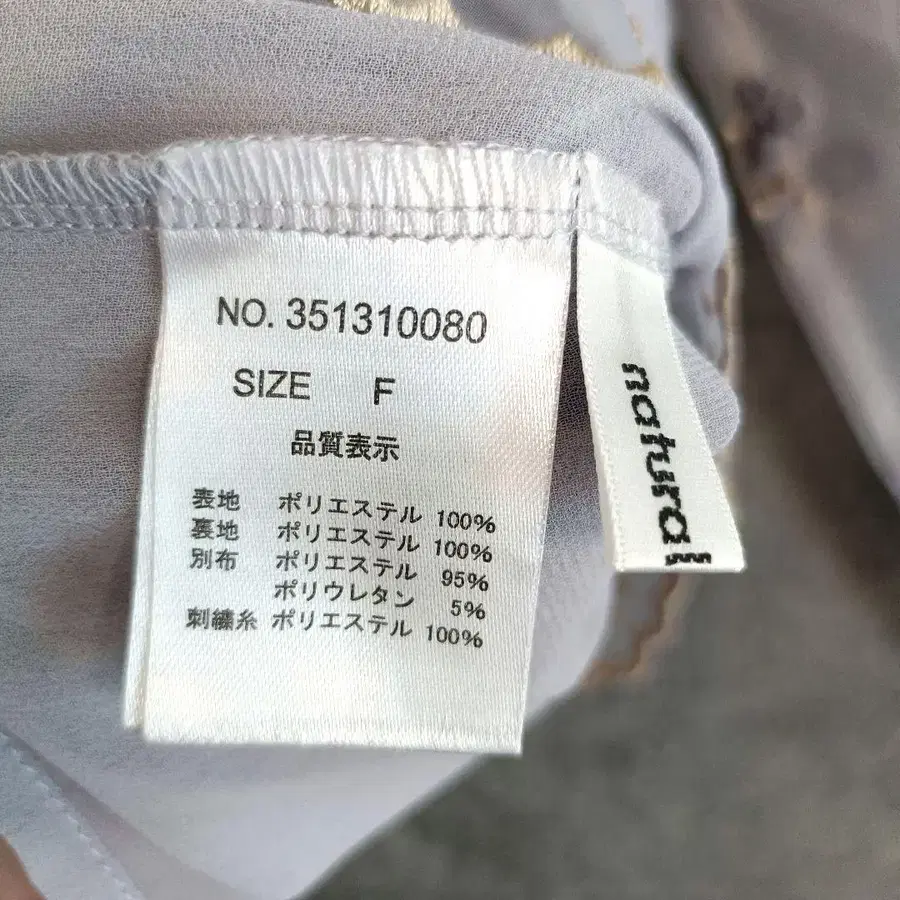 NO. 351310080
SIZE F
品質表示
表地 ポリエステル 100%
裏地 ポリエステル 100%
別布 ポリエステル 95%
ポリウレタン 5%
刺繍糸 ポリエステル 100%
natural